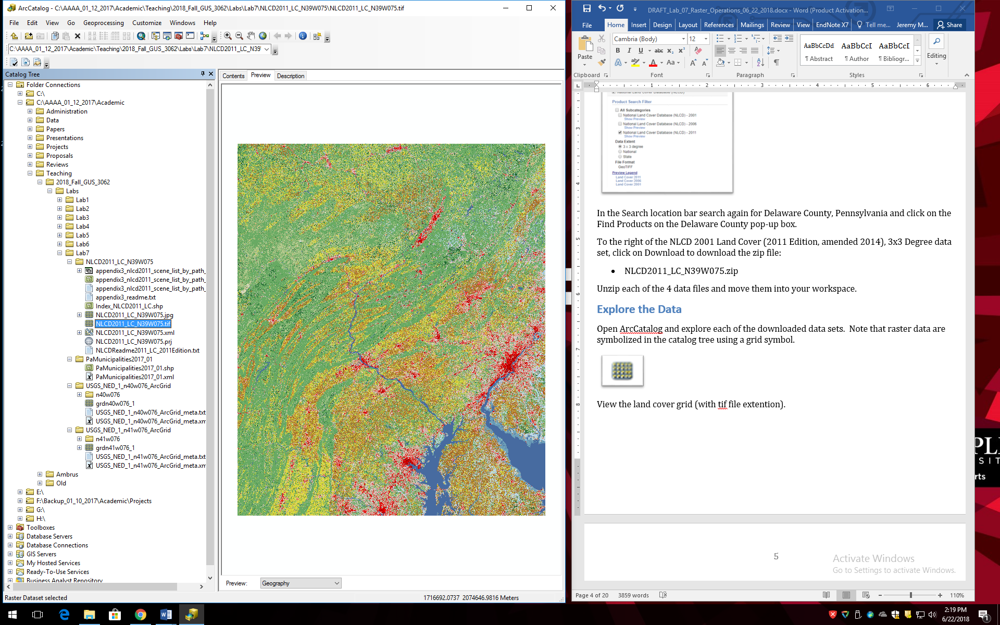 ArcCatalog - C:\AAAA_01_12_2017\Academic\Teaching\2018_Fall_GUS_3062\Labs\Lab7\NLCD2011_LC_N39W075\NLCD2011_LC_N39W075.tif
File Edit View Go Geoprocessing Customize Windows Help
C:\AAAA_01_12_2017\Academic\Teaching\2018_Fall_GUS_3062\Labs\Lab7\NLCD2011_LC_N39'
Catalog Tree
Folder Connections
C:\
C:\AAAA_01_12_2017\Academic
Administration
Data
Papers
Presentations
Projects
Proposals
Reviews
Teaching
2018_Fall_GUS_3062
Labs
Lab1
Lab2
Lab3
Lab4
Lab5
Lab6
Lab7
NLCD2011_LC_N39W075
appendix3_nlcd2011_scene_list_by_path_
appendix3_nlcd2011_scene_list_by_path_
appendix3_nlcd2011_scene_list_by_path_
appendix3_readme.txt
Index_NLCD2011_LC.shp
NLCD2011_LC_N39W075.jpg
NLCD2011_LC_N39W075.tif
NLCD2011_LC_N39W075.xml
NLCD2011_LC_N39W075.prj
NLCDReadme2011_LC_2011Edition.txt
PaMunicipalities2017_01
PaMunicipalities2017_01.shp
PaMunicipalities2017_01.xml
USGS_NED_1_n40w076_ArcGrid
n40w076
grdn40w076_1
USGS_NED_1_n40w076_ArcGrid_meta.txt
USGS_NED_1_n40w076_ArcGrid_meta.xm
USGS_NED_1_n41w076_ArcGrid
n41w076
grdn41w076_1
USGS_NED_1_n41w076_ArcGrid_meta.txt
USGS_NED_1_n41w076_ArcGrid_meta.xm
Ambrus
Old
E:\
F:\Backup_01_10_2017\Academic\Projects
G:\
H:\
Toolboxes
Database Servers
Database Connections
GIS Servers
My Hosted Services
Ready-To-Use Services
Business Analyst Repository
Contents Preview Description
Preview: Geography
Raster Dataset selected 1716692.0737 2074646.9816 Meters
DRAFT_Lab_07_Raster_Operations_06_22_2018.docx - Word (Product Activation...
File Home Insert Design Layout References Mailings Review View EndNote X7 Tell me... Jeremy M... Share
Paste Cambria (Body) 12 AaBbCcDd AaBbCcI AaBbCcI Editing
B I U abc x2 x2 ¶ Abstract ¶ Author ¶ Bibliogr...
Clipboard Font Paragraph Styles
1 2 3 4 5 6
Product Search Filter
All Subcategories
National Land Cover Database (NLCD) - 2001
Show Preview
National Land Cover Database (NLCD) - 2006
Show Preview
National Land Cover Database (NLCD) - 2011
Show Preview
Data Extent
3 x 3 degree
National
State
File Format
GeoTIFF
Preview Legend
Land Cover 2011
Land Cover 2006
Land Cover 2001
In the Search location bar search again for Delaware County, Pennsylvania and click on the
Find Products on the Delaware County pop-up box.
To the right of the NLCD 2001 Land Cover (2011 Edition, amended 2014), 3x3 Degree data
set, click on Download to download the zip file:
• NLCD2011_LC_N39W075.zip
Unzip each of the 4 data files and move them into your workspace.
Explore the Data
Open ArcCatalog and explore each of the downloaded data sets. Note that raster data are
symbolized in the catalog tree using a grid symbol.
View the land cover grid (with tif file extention).
5
Activate Windows
Go to Settings to activate Windows.
Page 4 of 20 3859 words 110%
PL
SIT
rts
2:19 PM
6/22/2018